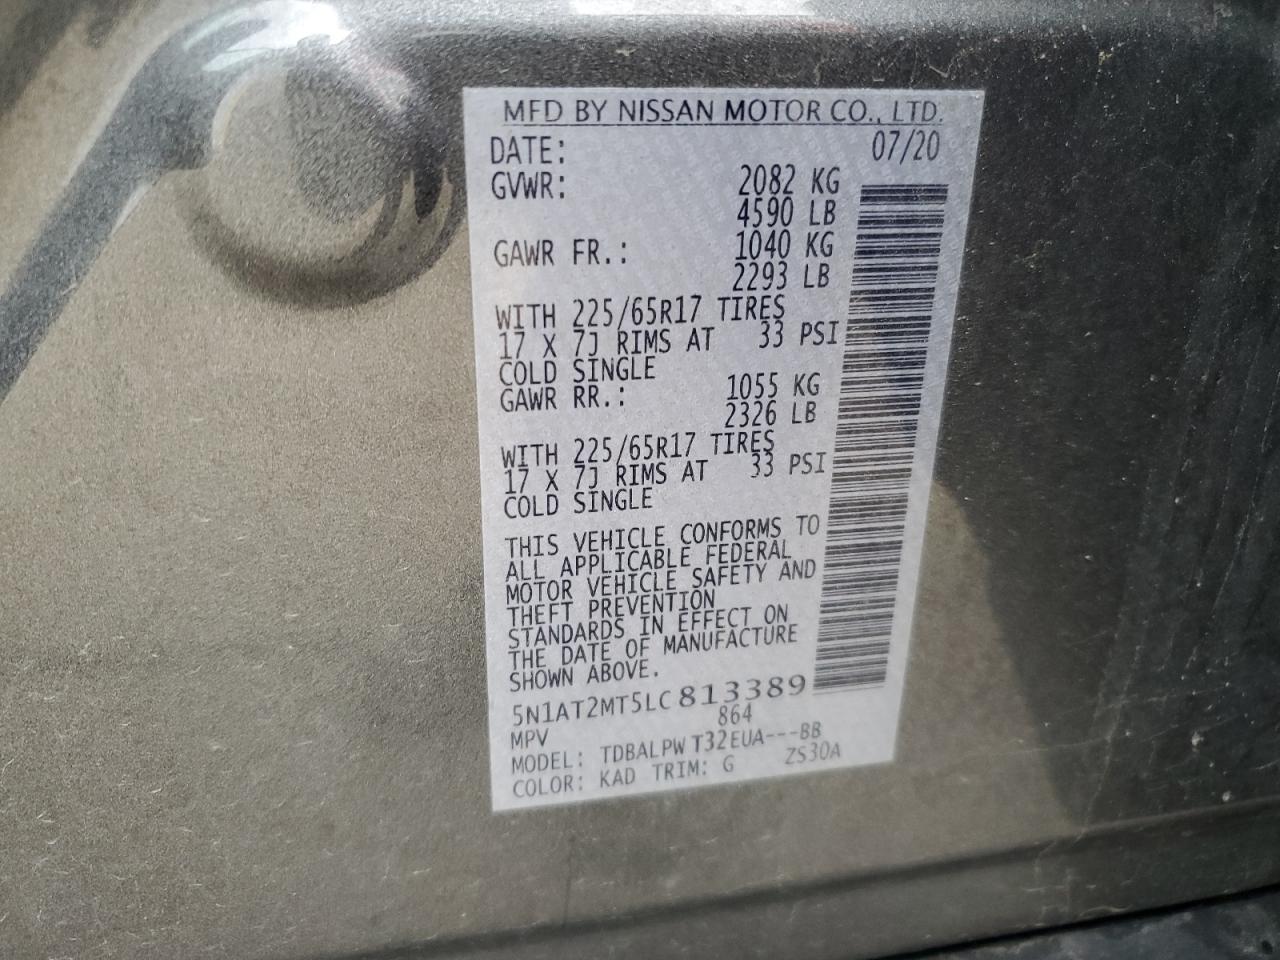 MFD BY NISSAN MOTOR CO., LTD.
DATE: 07/20
GVWR: 2082 KG
4590 LB
GAWR FR.: 1040 KG
2293 LB
WITH 225/65R17 TIRES
17 X 7J RIMS AT 33 PSI
COLD SINGLE
GAWR RR.: 1055 KG
2326 LB
WITH 225/65R17 TIRES
17 X 7J RIMS AT 33 PSI
COLD SINGLE
THIS VEHICLE CONFORMS TO
ALL APPLICABLE FEDERAL
MOTOR VEHICLE SAFETY AND
THEFT PREVENTION
STANDARDS IN EFFECT ON
THE DATE OF MANUFACTURE
SHOWN ABOVE.
5N1AT2MT5LC813389
MPV 864
MODEL: TDBALPW T32EUA---BB
COLOR: KAD TRIM: G ZS30A